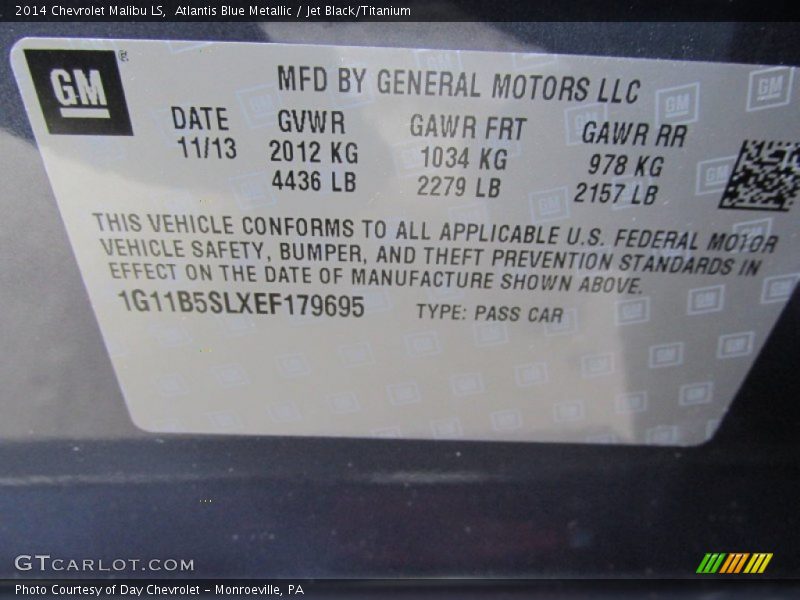 2014 Chevrolet Malibu LS, Atlantis Blue Metallic / Jet Black/Titanium
GM
MFD BY GENERAL MOTORS LLC
DATE GVWR GAWR FRT GAWR RR
11/13 2012 KG 1034 KG 978 KG
4436 LB 2279 LB 2157 LB
THIS VEHICLE CONFORMS TO ALL APPLICABLE U.S. FEDERAL MOTOR
VEHICLE SAFETY, BUMPER, AND THEFT PREVENTION STANDARDS IN
EFFECT ON THE DATE OF MANUFACTURE SHOWN ABOVE.
1G11B5SLXEF179695 TYPE: PASS CAR
GTCARLOT.COM
Photo Courtesy of Day Chevrolet - Monroeville, PA